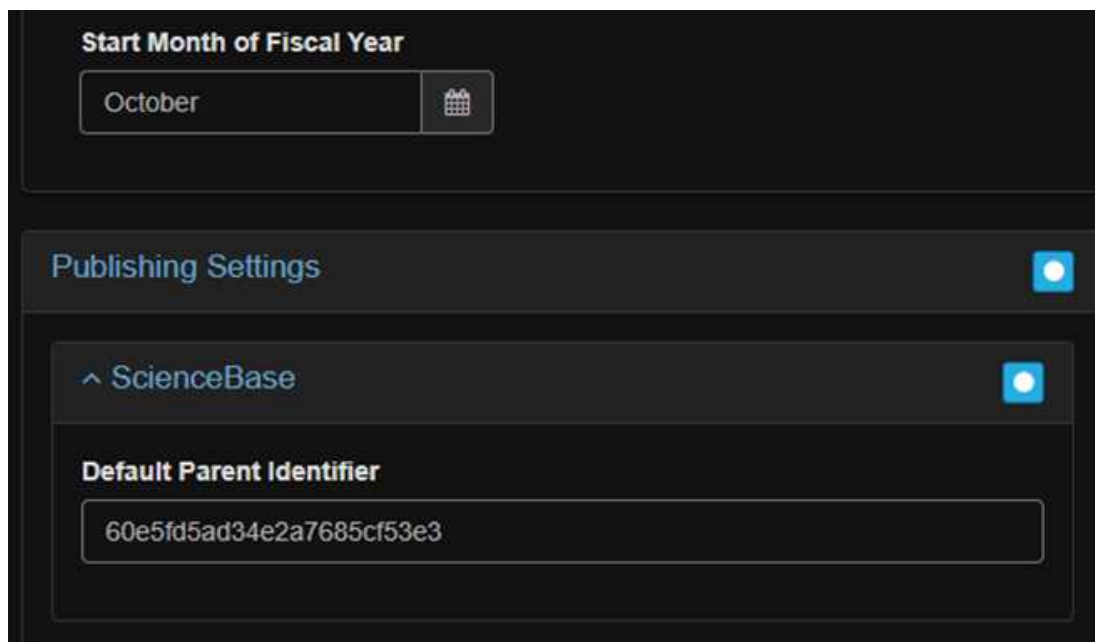 Start Month of Fiscal Year
October
Publishing Settings
ScienceBase
Default Parent Identifier
60e5fd5ad34e2a7685cf53e3